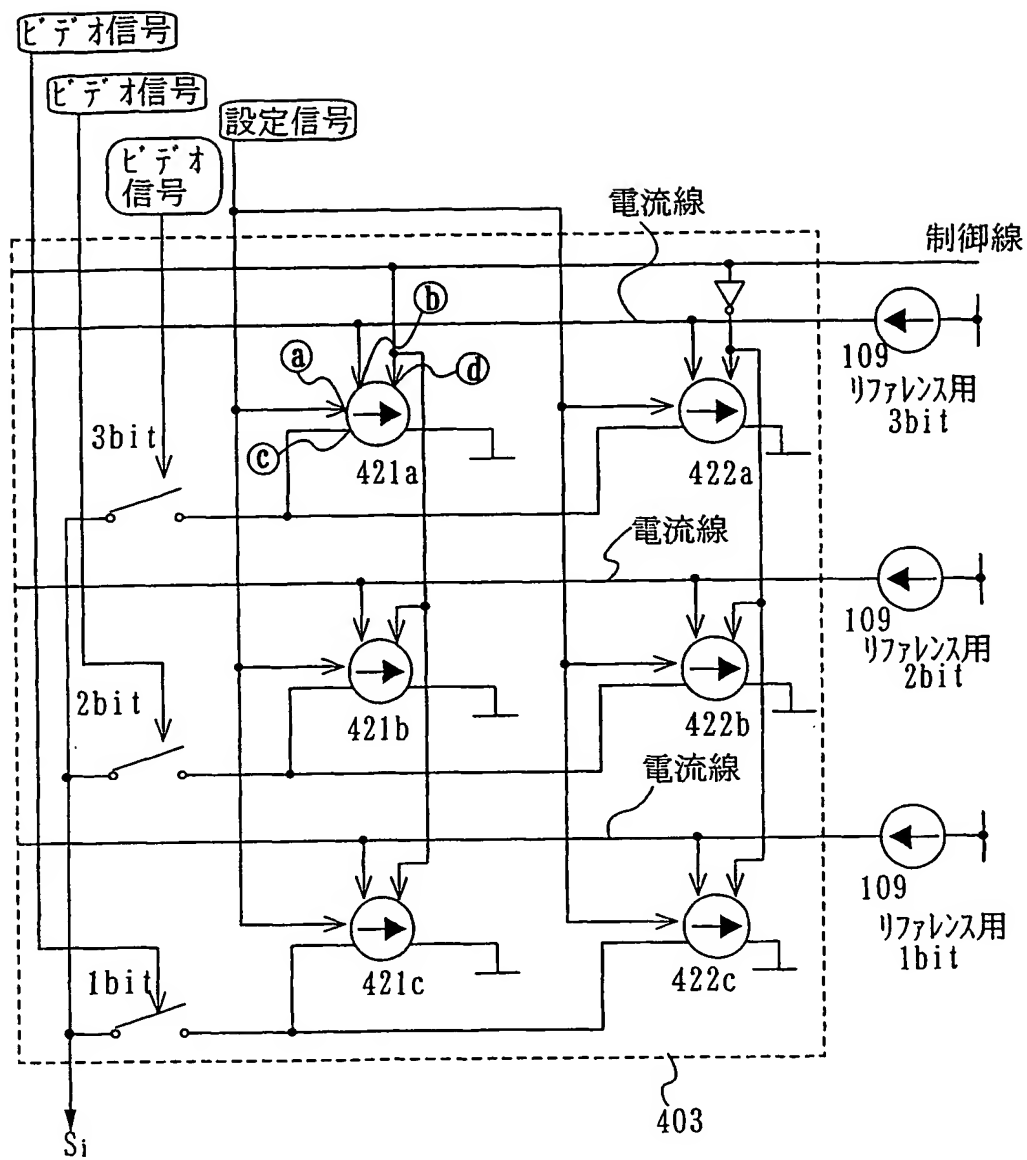 ビデオ信号
ビデオ信号
設定信号
ビデオ
信号
電流線
制御線
ⓑ
ⓐ
ⓓ
109
リファレンス用
3bit
3bit
ⓒ
421a
422a
電流線
109
リファレンス用
2bit
2bit
421b
422b
電流線
109
リファレンス用
1bit
1bit
421c
422c
403
Si